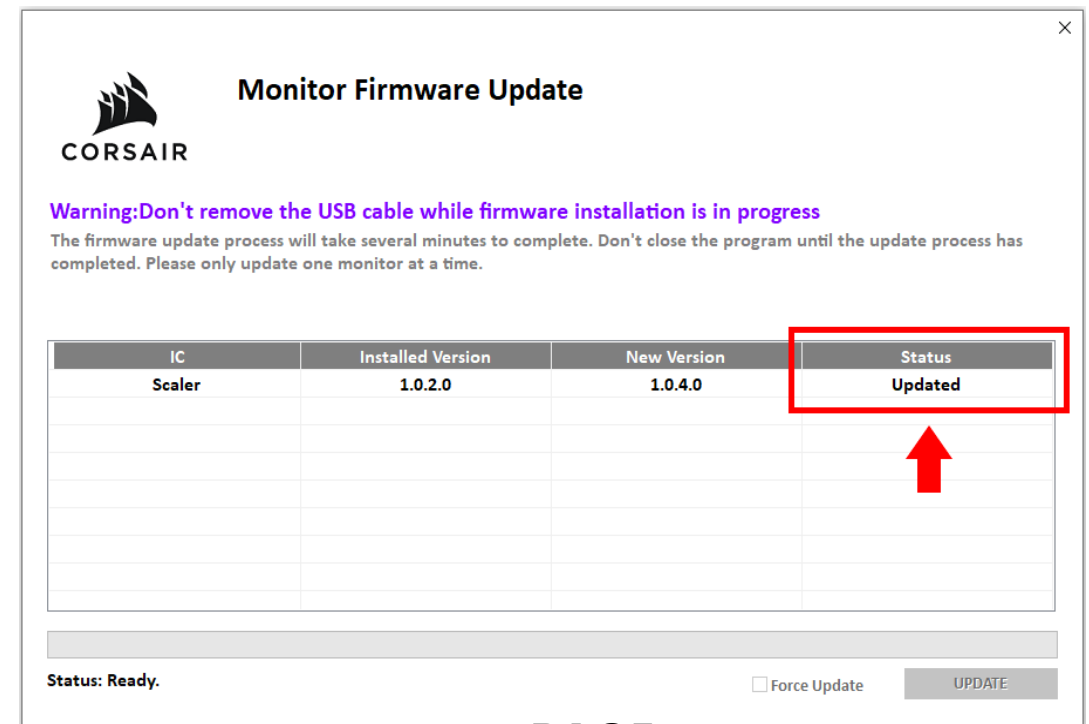 Monitor Firmware Update
CORSAIR
Warning:Don't remove the USB cable while firmware installation is in progress
The firmware update process will take several minutes to complete. Don't close the program until the update process has
completed. Please only update one monitor at a time.
IC Installed Version New Version Status
Scaler 1.0.2.0 1.0.4.0 Updated
Status: Ready.
Force Update
UPDATE